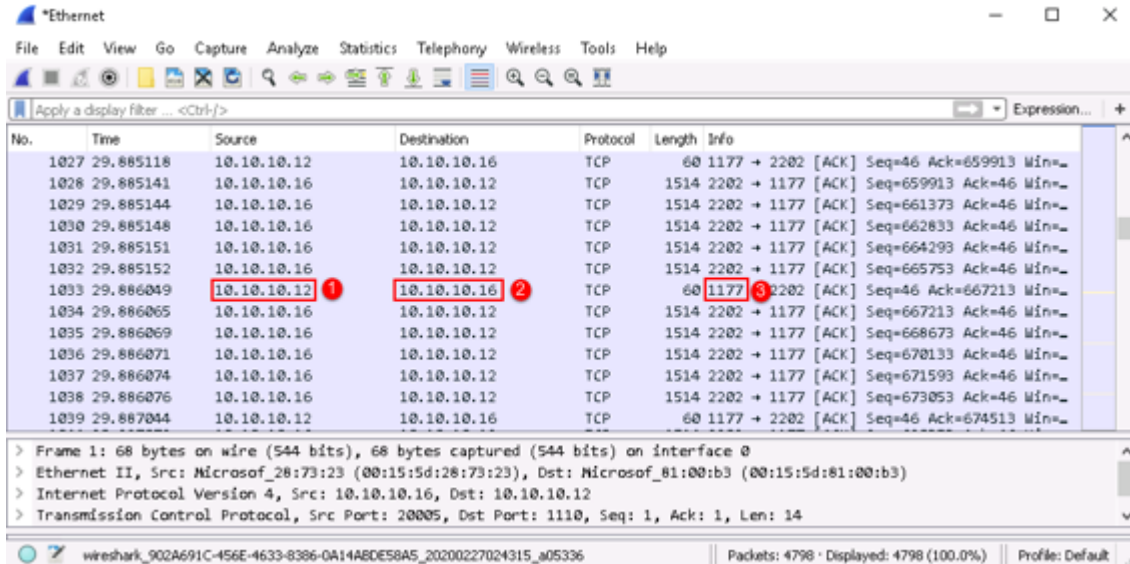 *Ethernet
File Edit View Go Capture Analyze Statistics Telephony Wireless Tools Help
Apply a display filter ... <Ctrl-/> Expression... +
No. Time Source Destination Protocol Length Info
1027 29.885118 10.10.10.12 10.10.10.16 TCP 60 1177 → 2202 [ACK] Seq=46 Ack=659913 Win=…
1028 29.885141 10.10.10.16 10.10.10.12 TCP 1514 2202 → 1177 [ACK] Seq=659913 Ack=46 Win=…
1029 29.885144 10.10.10.16 10.10.10.12 TCP 1514 2202 → 1177 [ACK] Seq=661373 Ack=46 Win=…
1030 29.885148 10.10.10.16 10.10.10.12 TCP 1514 2202 → 1177 [ACK] Seq=662833 Ack=46 Win=…
1031 29.885151 10.10.10.16 10.10.10.12 TCP 1514 2202 → 1177 [ACK] Seq=664293 Ack=46 Win=…
1032 29.885152 10.10.10.16 10.10.10.12 TCP 1514 2202 → 1177 [ACK] Seq=665753 Ack=46 Win=…
1033 29.886049 10.10.10.12 1 10.10.10.16 2 TCP 60 1177 3 2202 [ACK] Seq=46 Ack=667213 Win=…
1034 29.886065 10.10.10.16 10.10.10.12 TCP 1514 2202 → 1177 [ACK] Seq=667213 Ack=46 Win=…
1035 29.886069 10.10.10.16 10.10.10.12 TCP 1514 2202 → 1177 [ACK] Seq=668673 Ack=46 Win=…
1036 29.886071 10.10.10.16 10.10.10.12 TCP 1514 2202 → 1177 [ACK] Seq=670133 Ack=46 Win=…
1037 29.886074 10.10.10.16 10.10.10.12 TCP 1514 2202 → 1177 [ACK] Seq=671593 Ack=46 Win=…
1038 29.886076 10.10.10.16 10.10.10.12 TCP 1514 2202 → 1177 [ACK] Seq=673053 Ack=46 Win=…
1039 29.887044 10.10.10.12 10.10.10.16 TCP 60 1177 → 2202 [ACK] Seq=46 Ack=674513 Win=…
> Frame 1: 68 bytes on wire (544 bits), 68 bytes captured (544 bits) on interface 0
> Ethernet II, Src: Microsof_28:73:23 (00:15:5d:28:73:23), Dst: Microsof_81:00:b3 (00:15:5d:81:00:b3)
> Internet Protocol Version 4, Src: 10.10.10.16, Dst: 10.10.10.12
> Transmission Control Protocol, Src Port: 20005, Dst Port: 1110, Seq: 1, Ack: 1, Len: 14
wireshark_902A691C-456E-4633-8386-0A14ABDE58A5_20200227024315_a05336 Packets: 4798 · Displayed: 4798 (100.0%) Profile: Default